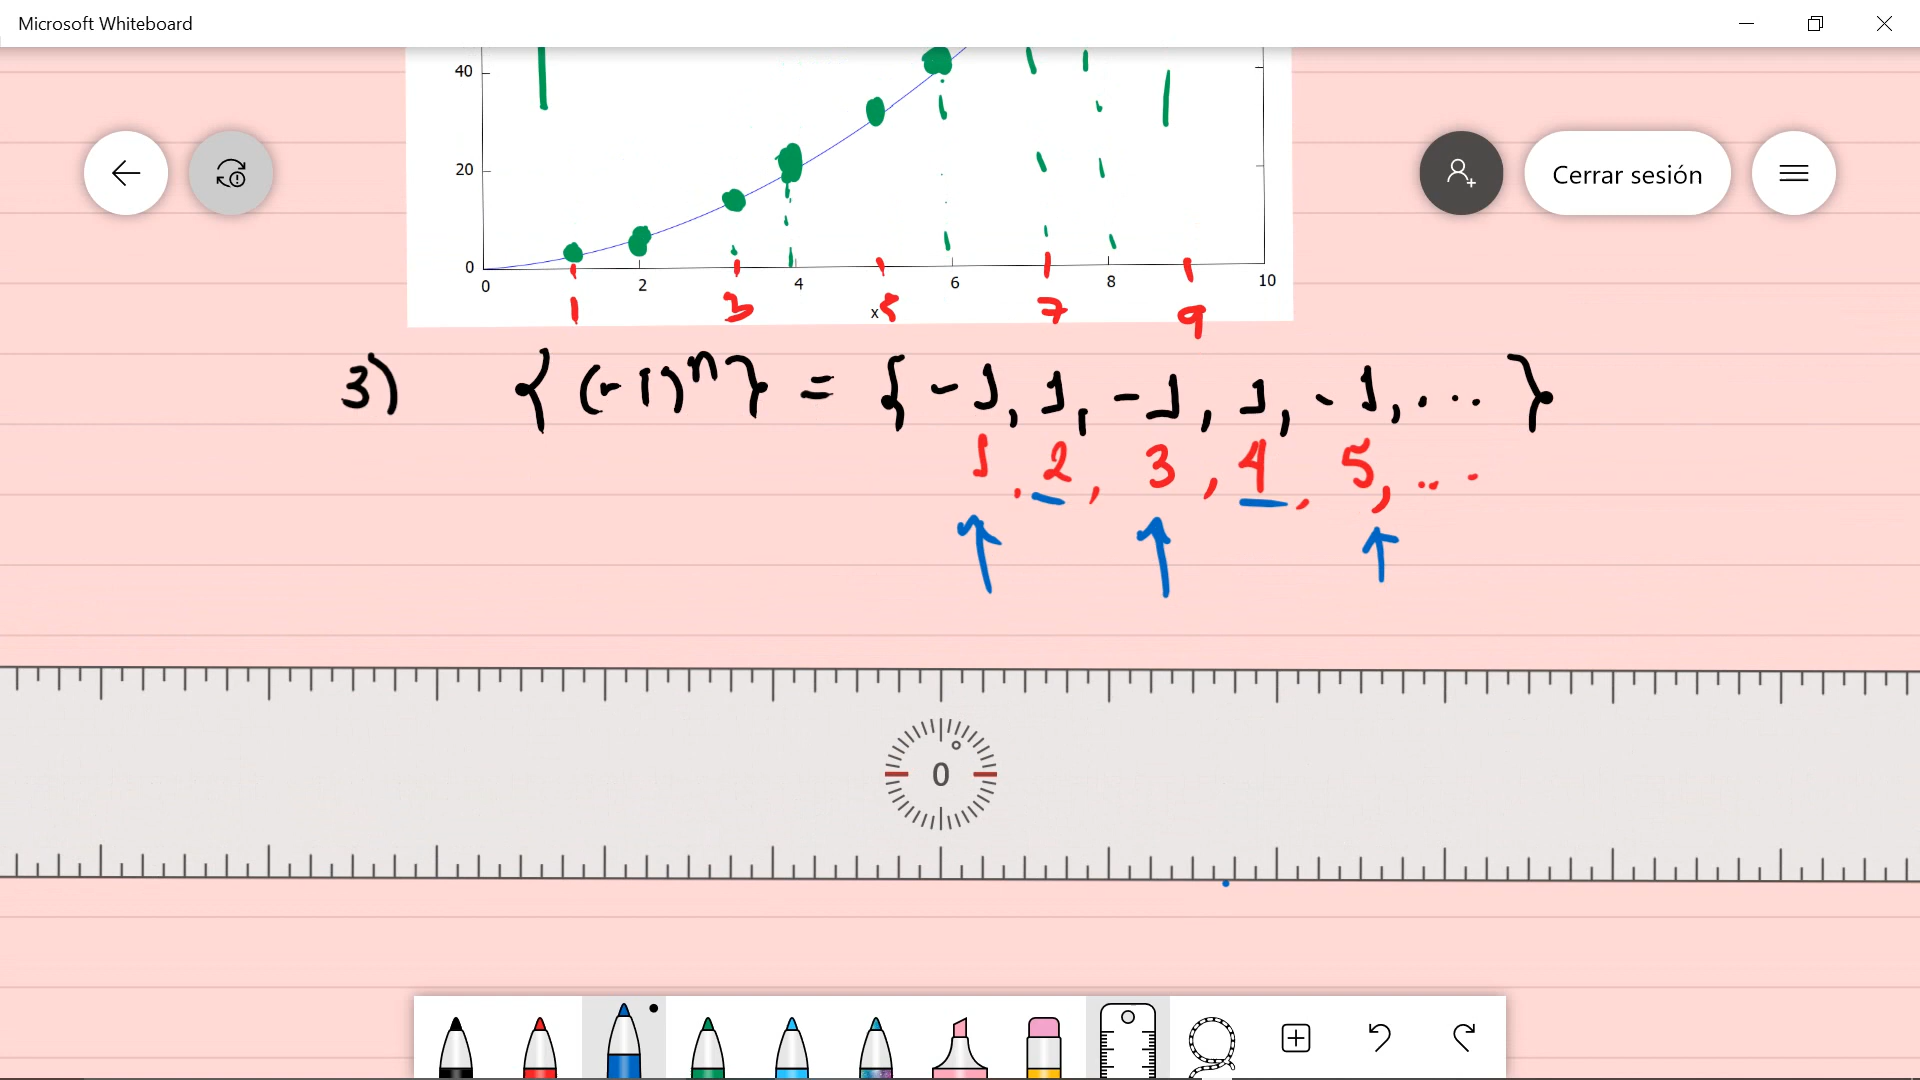 Microsoft Whiteboard
40
20
0
0 2 4 6 8 10
1 3 x 5 7 9
Cerrar sesión
3) {(-1)^n} = {-1, 1, -1, 1, -1, ... }
1, 2, 3, 4, 5, ...
0°